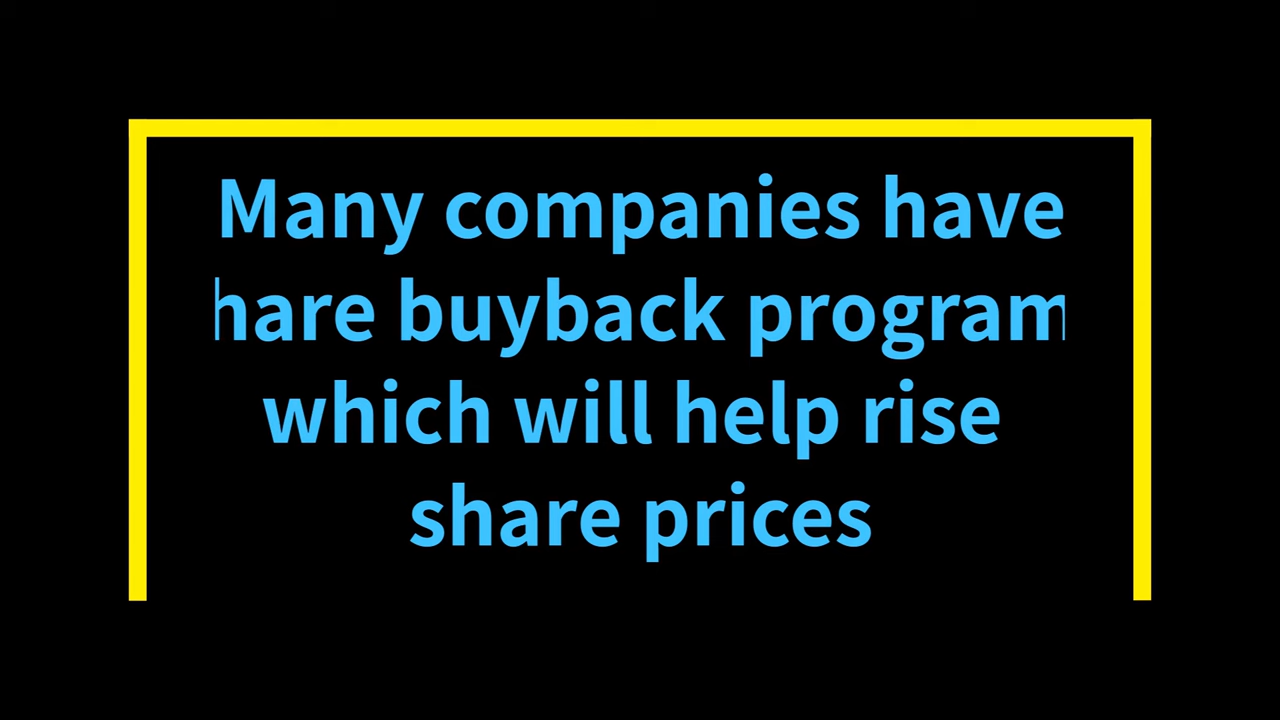 Many companies have
hare buyback program
which will help rise
share prices